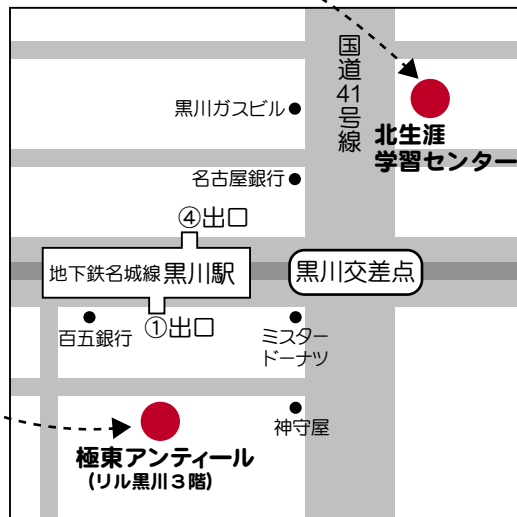 国道41号線
黒川ガスビル
北生涯
学習センター
名古屋銀行
④出口
地下鉄名城線 黒川駅
黒川交差点
①出口
百五銀行
ミスター
ドーナツ
神守屋
極東アンティール
(リル黒川3階)